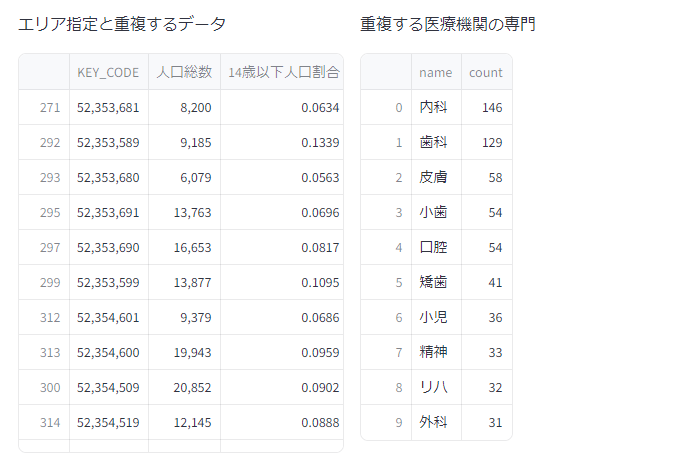 エリア指定と重複するデータ
KEY_CODE 人口総数 14歳以下人口割合
271 52,353,681 8,200 0.0634
292 52,353,589 9,185 0.1339
293 52,353,680 6,079 0.0563
295 52,353,691 13,763 0.0696
297 52,353,690 16,653 0.0817
299 52,353,599 13,877 0.1095
312 52,354,601 9,379 0.0686
313 52,354,600 19,943 0.0959
300 52,354,509 20,852 0.0902
314 52,354,519 12,145 0.0888
重複する医療機関の専門
name count
0 内科 146
1 歯科 129
2 皮膚 58
3 小歯 54
4 口腔 54
5 矯歯 41
6 小児 36
7 精神 33
8 リハ 32
9 外科 31